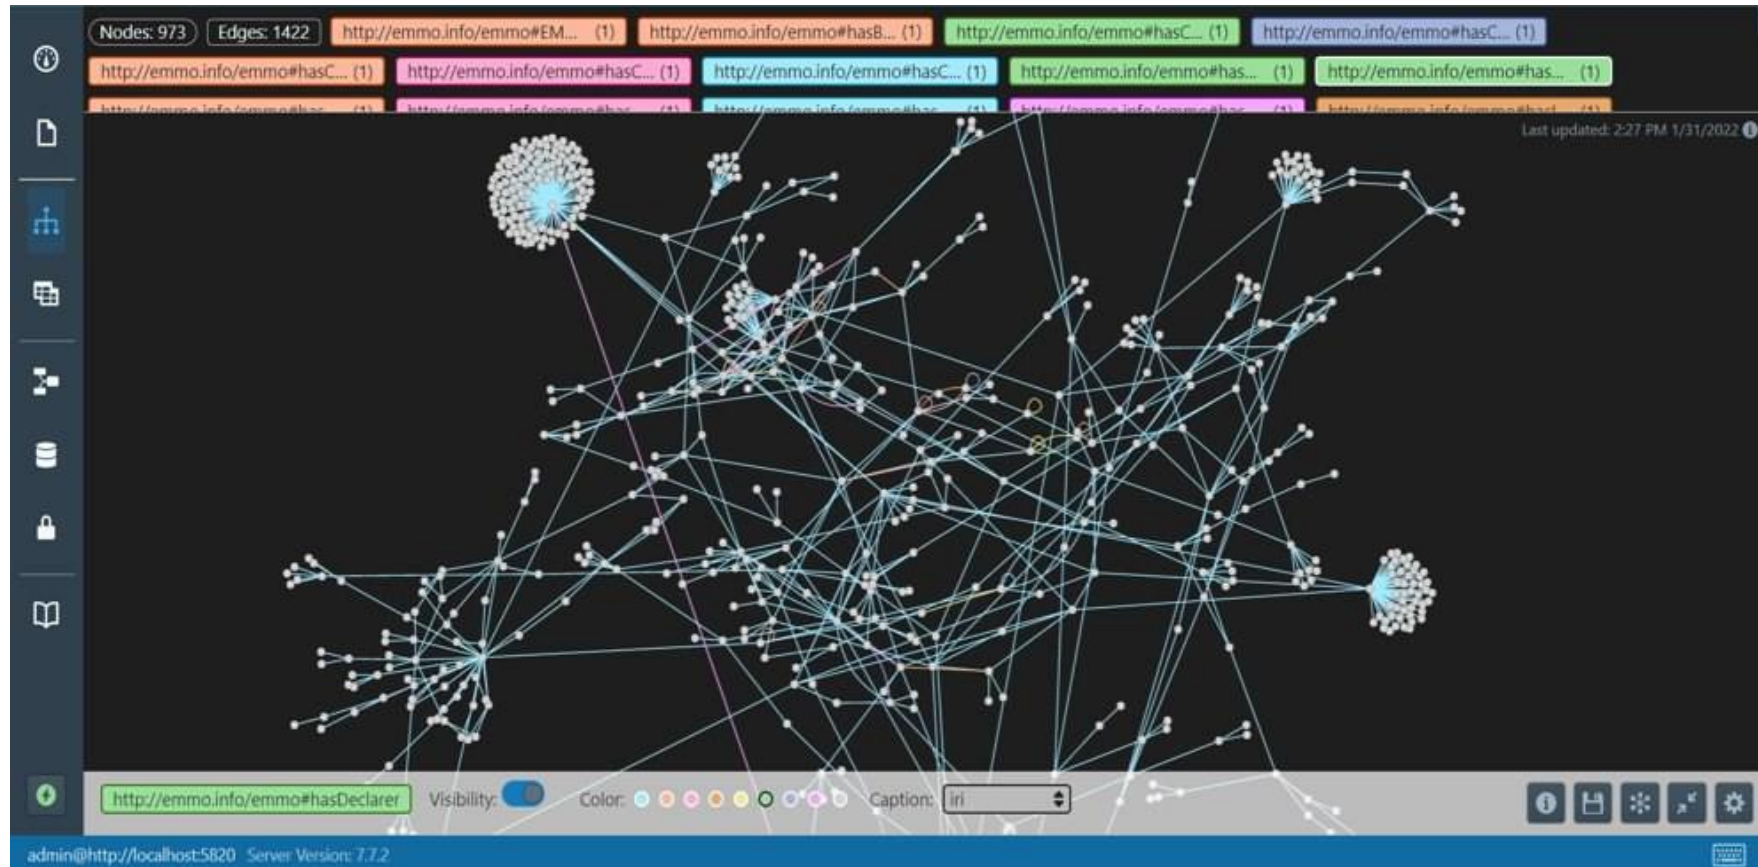 Nodes: 973 Edges: 1422 http://emmo.info/emmo#EM... (1) http://emmo.info/emmo#hasB... (1) http://emmo.info/emmo#hasC... (1) http://emmo.info/emmo#hasC... (1)
http://emmo.info/emmo#hasC... (1) http://emmo.info/emmo#hasC... (1) http://emmo.info/emmo#hasC... (1) http://emmo.info/emmo#has... (1) http://emmo.info/emmo#has... (1)
Last updated: 2:27 PM 1/31/2022
http://emmo.info/emmo#hasDeclarer Visibility: Color: Caption: iri
admin@http://localhost:5820 Server Version: 7.7.2